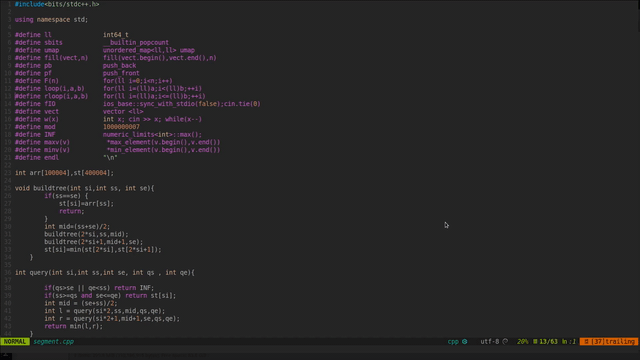 #include<bits/stdc++.h>
using namespace std;
#define ll int64_t
#define sbits __builtin_popcount
#define umap unordered_map<ll,ll> umap
#define fill(vect,n) fill(vect.begin(),vect.end(),n)
#define pb push_back
#define pf push_front
#define F(n) for(ll i=0;i<n;i++)
#define loop(i,a,b) for(ll i=(ll)a;i<(ll)b;++i)
#define rloop(i,a,b) for(ll i=(ll)a;i<=(ll)b;++i)
#define fIO ios_base::sync_with_stdio(false);cin.tie(0)
#define vect vector <ll>
#define w(x) int x; cin >> x; while(x--)
#define mod 1000000007
#define INF numeric_limits<int>::max();
#define maxv(v) *max_element(v.begin(),v.end())
#define minv(v) *min_element(v.begin(),v.end())
#define endl "\n"
int arr[100004],st[400004];
void buildtree(int si,int ss, int se){
if(ss==se) {
st[si]=arr[ss];
return;
}
int mid=(ss+se)/2;
buildtree(2*si,ss,mid);
buildtree(2*si+1,mid+1,se);
st[si]=min(st[2*si],st[2*si+1]);
}
int query(int si,int ss,int se, int qs , int qe){
if(qs>se || qe<ss) return INF;
if(ss>=qs and se<=qe) return st[si];
int mid = (se+ss)/2;
int l = query(si*2,ss,mid,qs,qe);
int r = query(si*2+1,mid+1,se,qs,qe);
return min(l,r);
}
NORMAL segment.cpp cpp utf-8 20% 13/63 :1 [37]trailing